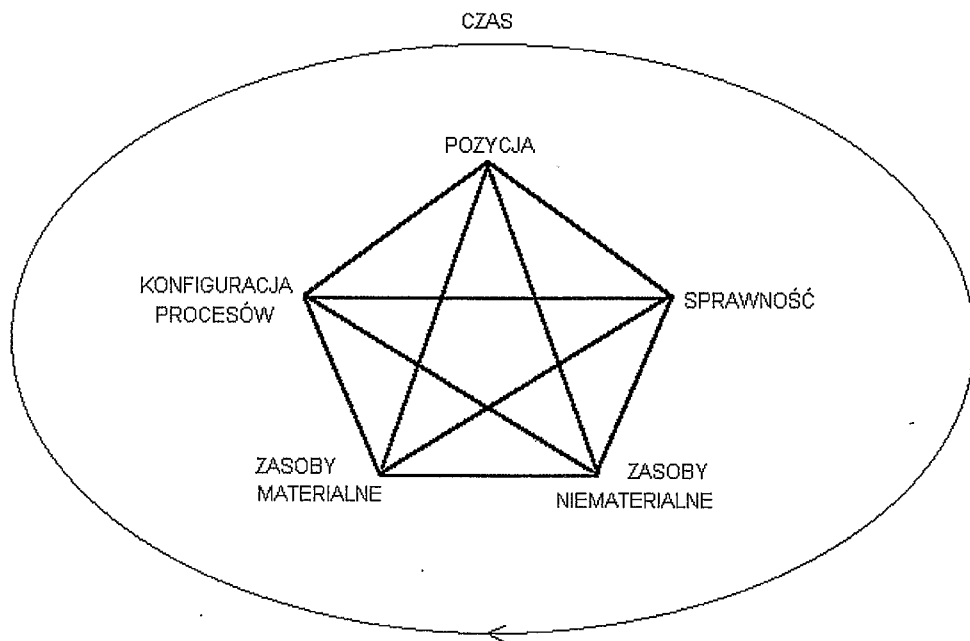 CZAS
POZYCJA
KONFIGURACJA
PROCESÓW
SPRAWNOŚĆ
ZASOBY
MATERIALNE
ZASOBY
NIEMATERIALNE